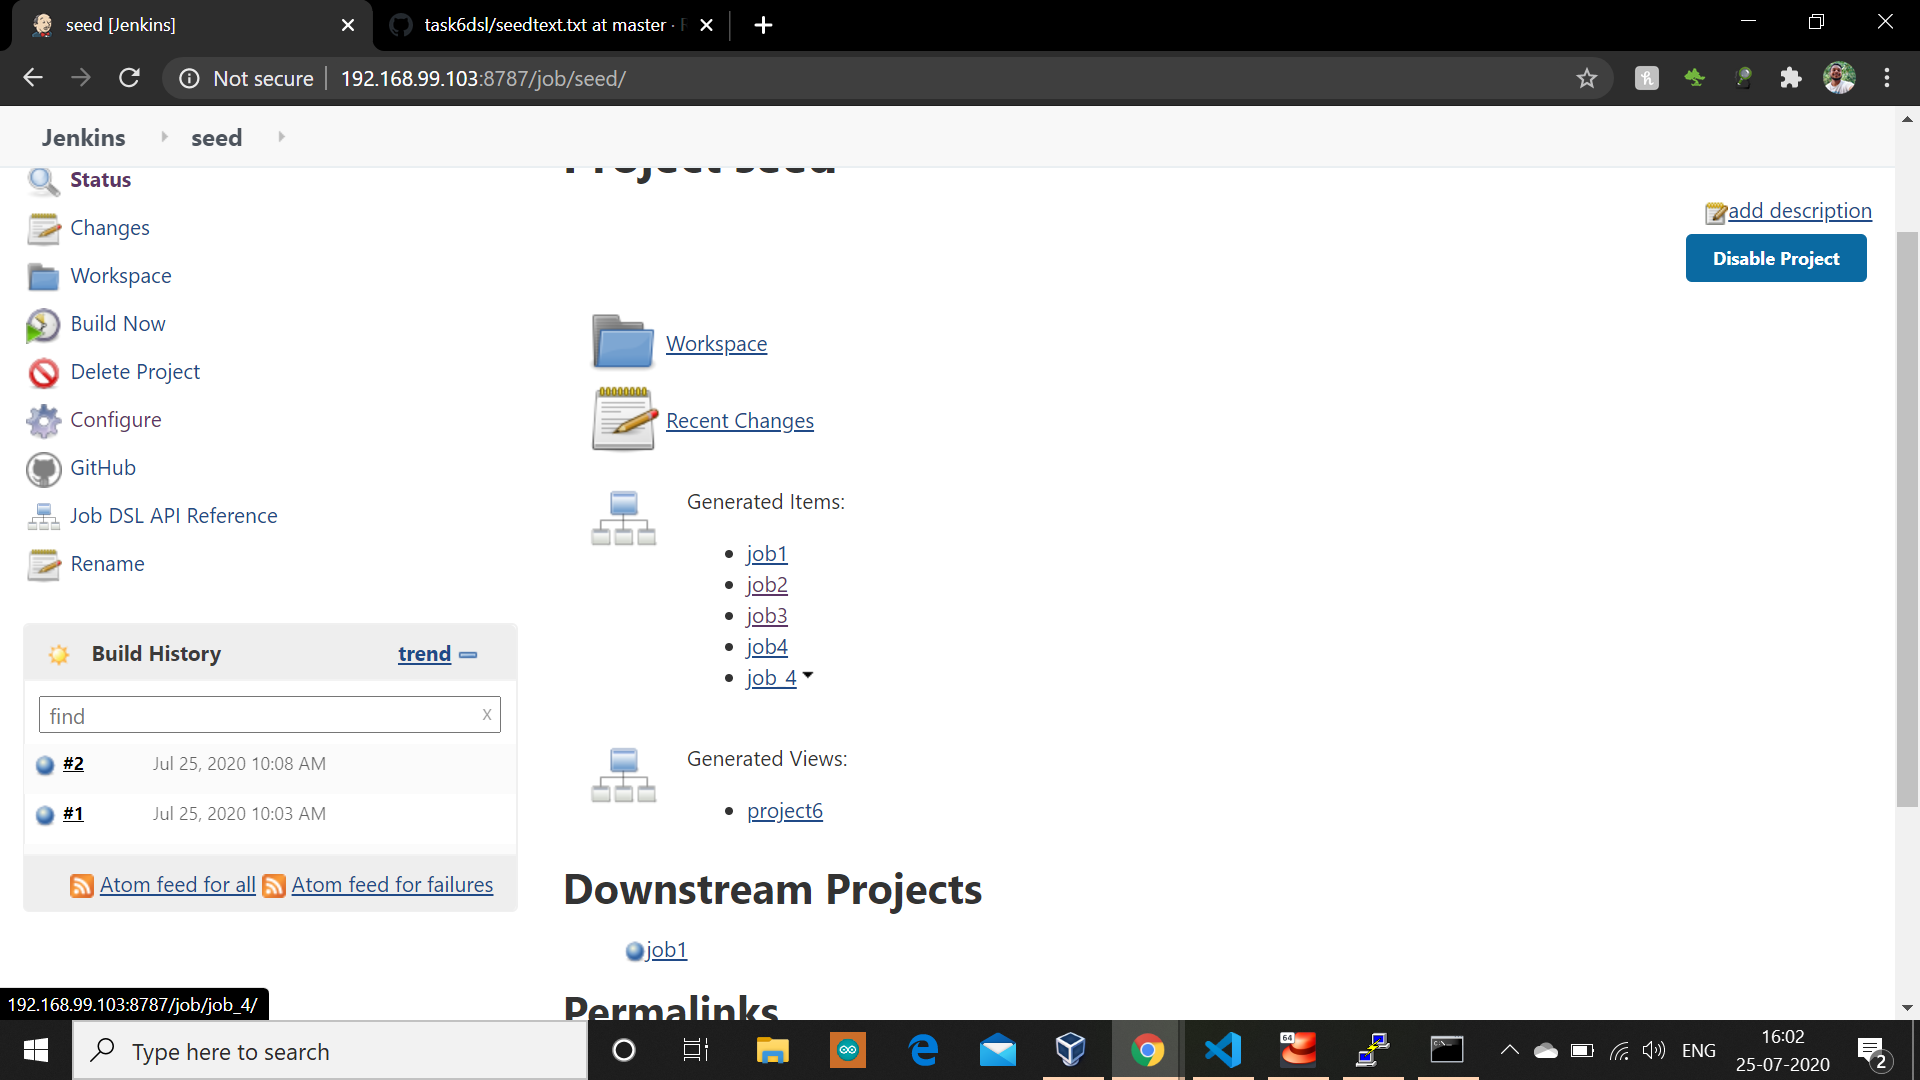 seed [Jenkins]
task6dsl/seedtext.txt at master ·
Not secure
192.168.99.103:8787/job/seed/
Jenkins
seed
Project seed
Status
Changes
Workspace
Build Now
Delete Project
Configure
GitHub
Job DSL API Reference
Rename
add description
Disable Project
Workspace
Recent Changes
Generated Items:
job1
job2
job3
job4
job_4
Generated Views:
project6
Downstream Projects
job1
Permalinks
Build History
trend
find
X
#2 Jul 25, 2020 10:08 AM
#1 Jul 25, 2020 10:03 AM
Atom feed for all Atom feed for failures
192.168.99.103:8787/job/job_4/
Type here to search
64
ENG
16:02
25-07-2020
2